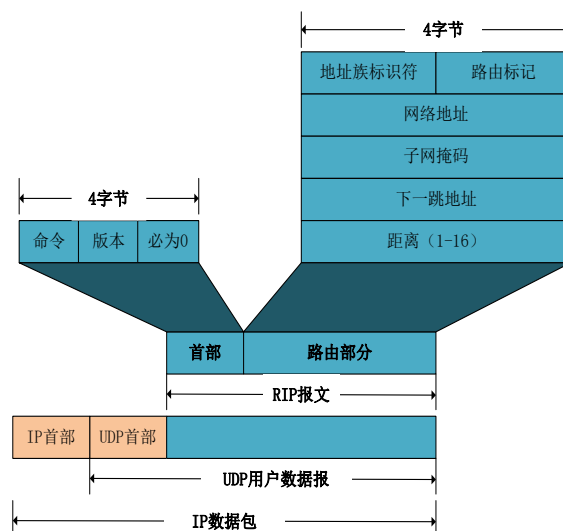 4字节
地址族标识符 路由标记
网络地址
子网掩码
下一跳地址
距离（1-16）
4字节
命令 版本 必为0
首部 路由部分
RIP报文
IP首部 UDP首部
UDP用户数据报
IP数据包